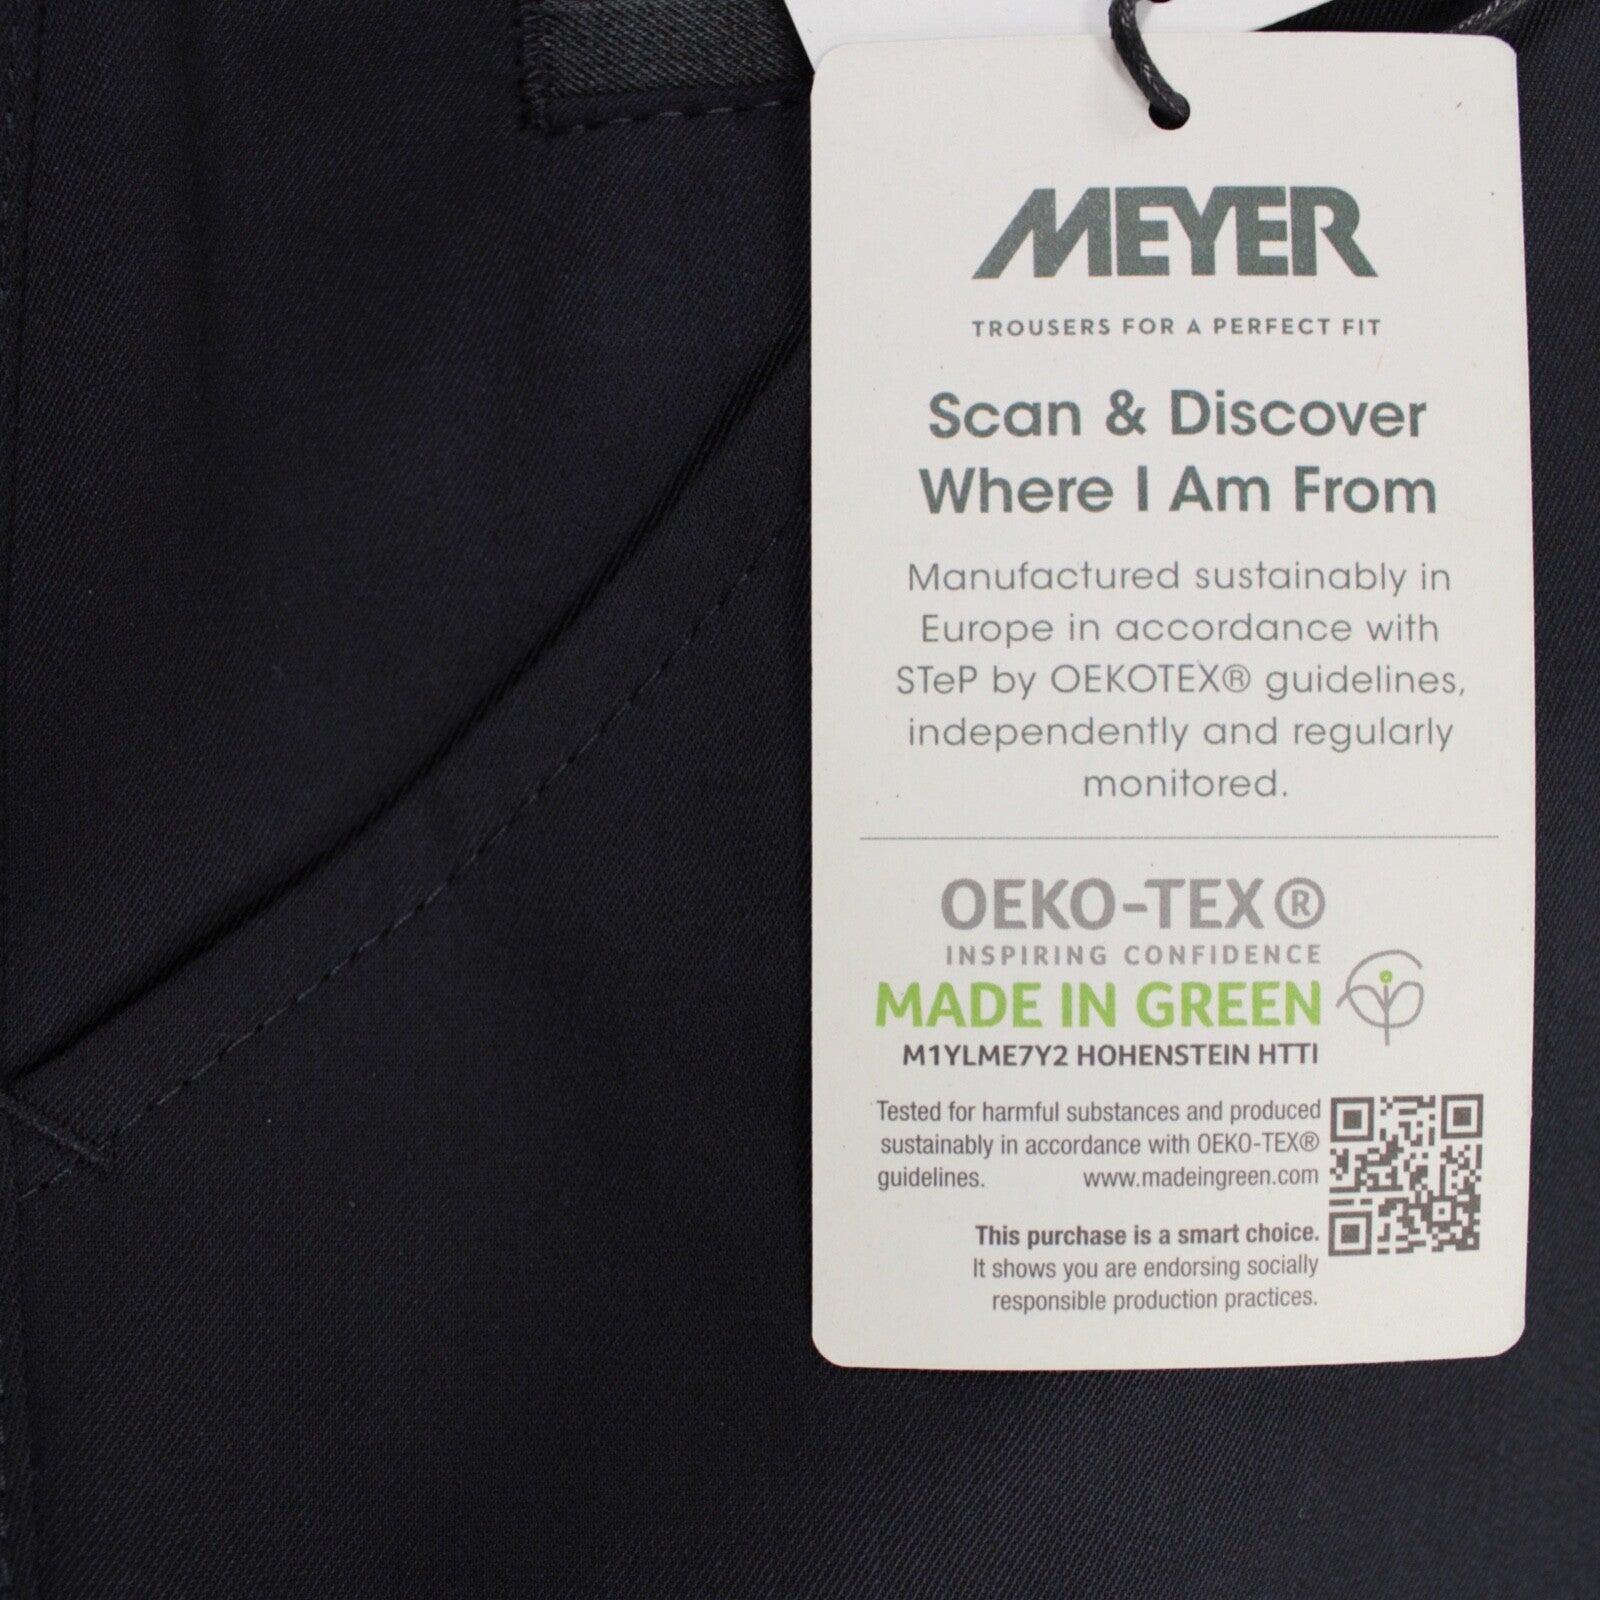 MEYER
TROUSERS FOR A PERFECT FIT
Scan & Discover
Where I Am From
Manufactured sustainably in
Europe in accordance with
STeP by OEKOTEX® guidelines,
independently and regularly
monitored.
OEKO-TEX®
INSPIRING CONFIDENCE
MADE IN GREEN
M1YLME7Y2 HOHENSTEIN HTTI
Tested for harmful substances and produced
sustainably in accordance with OEKO-TEX®
guidelines. www.madeingreen.com
This purchase is a smart choice.
It shows you are endorsing socially
responsible production practices.